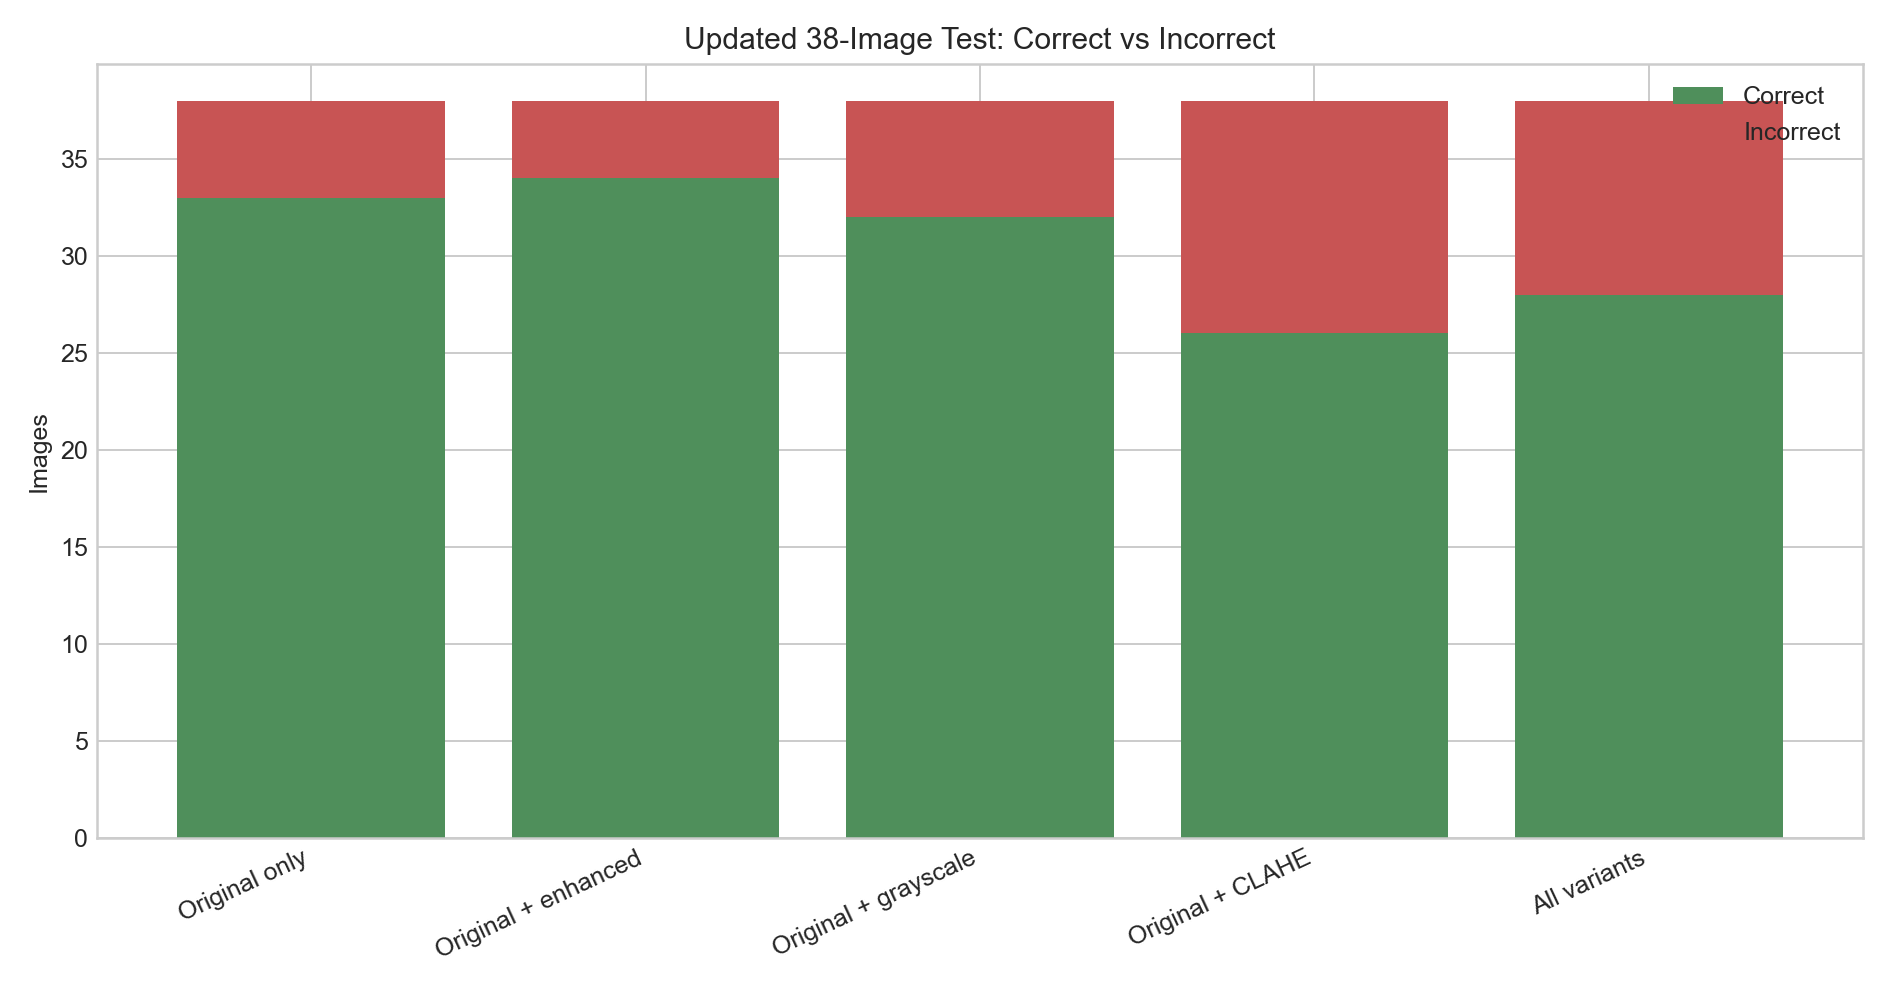 Updated 38-Image Test: Correct vs Incorrect
Correct
Incorrect
Images
35
30
25
20
15
10
5
0
Original only
Original + enhanced
Original + grayscale
Original + CLAHE
All variants